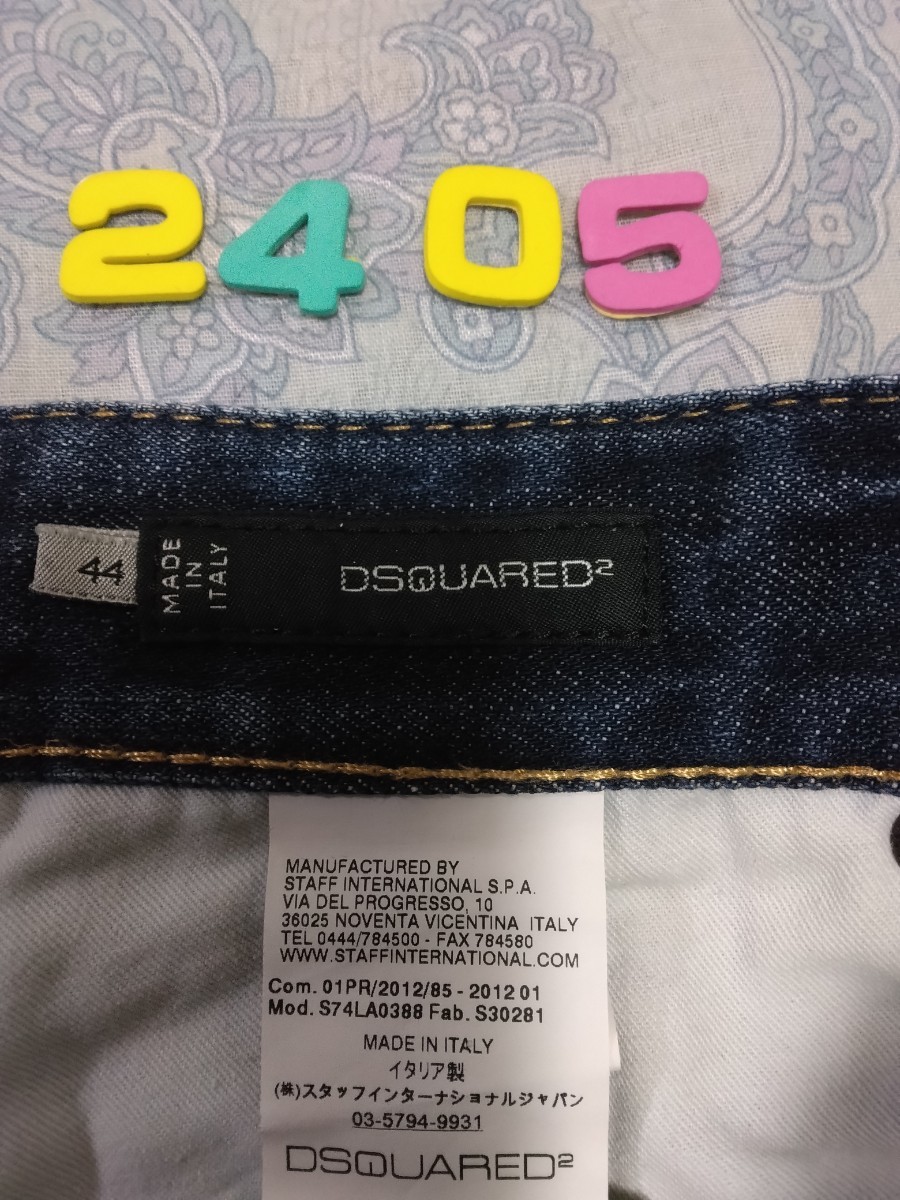 2405
44
MADE
IN
ITALY
DSQUARED²
MANUFACTURED BY
STAFF INTERNATIONAL S.P.A.
VIA DEL PROGRESSO, 10
36025 NOVENTA VICENTINA ITALY
TEL 0444/784500 - FAX 784580
WWW.STAFFINTERNATIONAL.COM
Com. 01PR/2012/85 - 2012 01
Mod. S74LA0388 Fab. S30281
MADE IN ITALY
イタリア製
(株)スタッフインターナショナルジャパン
03-5794-9931
DSQUARED²